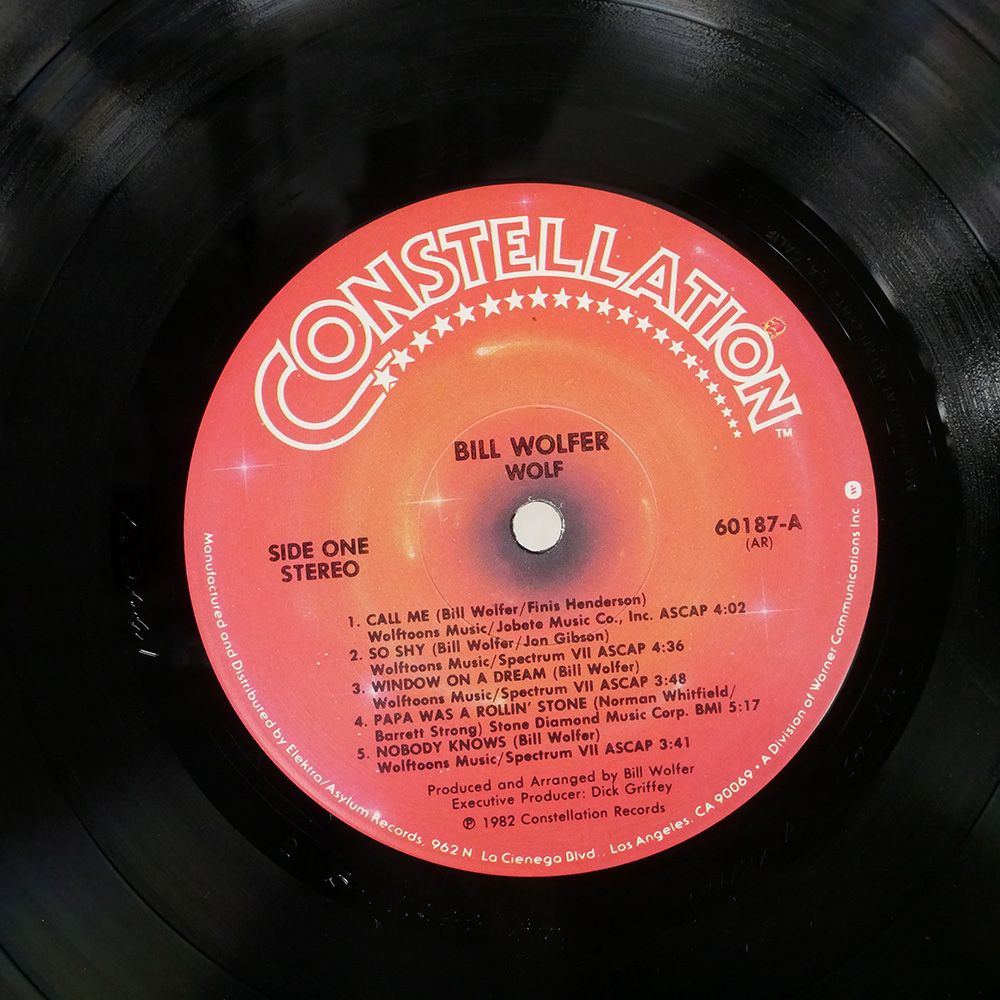 CONSTELLATION TM
BILL WOLFER
WOLF
SIDE ONE
STEREO
60187-A
(AR)
1. CALL ME (Bill Wolfer/Finis Henderson)
Wolftoons Music/Jobete Music Co., Inc. ASCAP 4:02
2. SO SHY (Bill Wolfer/Jon Gibson)
Wolftoons Music/Spectrum VII ASCAP 4:36
3. WINDOW ON A DREAM (Bill Wolfer)
Wolftoons Music/Spectrum VII ASCAP 3:48
4. PAPA WAS A ROLLIN' STONE (Norman Whitfield/
Barrett Strong) Stone Diamond Music Corp. BMI 5:17
5. NOBODY KNOWS (Bill Wolfer)
Wolftoons Music/Spectrum VII ASCAP 3:41
Produced and Arranged by Bill Wolfer
Executive Producer: Dick Griffey
℗ 1982 Constellation Records
Manufactured and Distributed by Elektra/Asylum Records, 962 N. La Cienega Blvd., Los Angeles, CA 90069 • A Division of Warner Communications Inc.